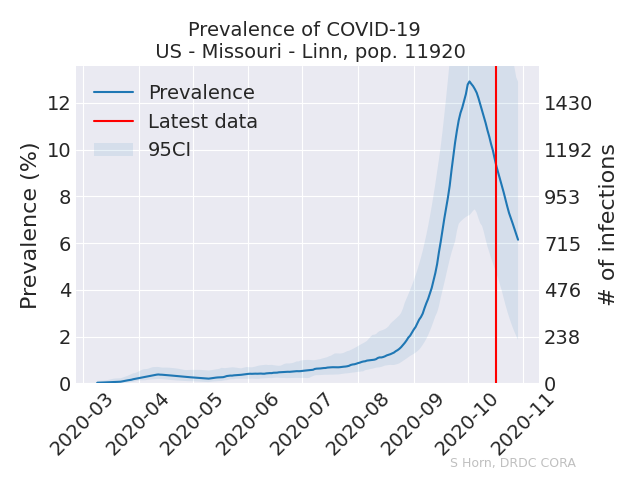 Prevalence of COVID-19
US - Missouri - Linn, pop. 11920
Prevalence
Latest data
95CI
Prevalence (%)
12
10
8
6
4
2
0
1430
1192
953
715
476
238
0
# of infections
2020-03
2020-04
2020-05
2020-06
2020-07
2020-08
2020-09
2020-10
2020-11
S Horn, DRDC CORA